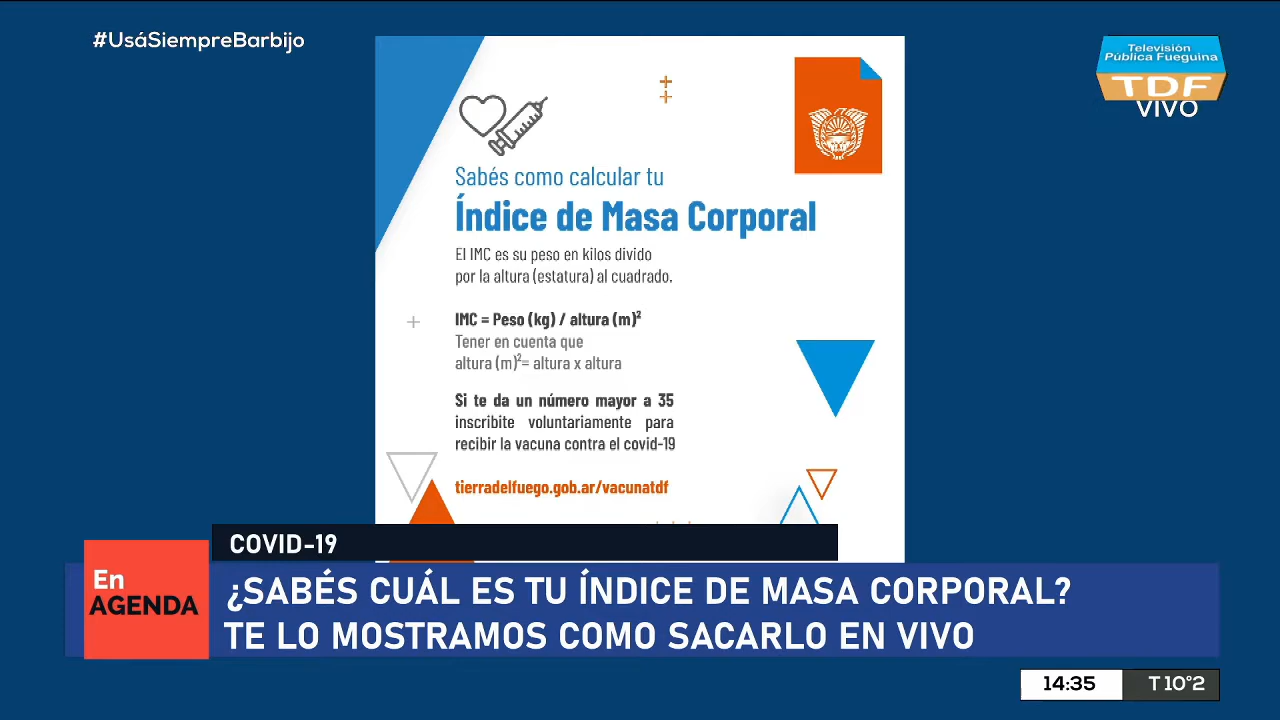 #UsáSiempreBarbijo
Televisión
Pública Fueguina
TDF
VIVO
Sabés como calcular tu
Índice de Masa Corporal
El IMC es su peso en kilos divido
por la altura (estatura) al cuadrado.
IMC = Peso (kg) / altura (m)²
Tener en cuenta que
altura (m)²= altura x altura
Si te da un número mayor a 35
inscribite voluntariamente para
recibir la vacuna contra el covid-19
tierradelfuego.gob.ar/vacunatdf
COVID-19
En
AGENDA
¿SABÉS CUÁL ES TU ÍNDICE DE MASA CORPORAL?
TE LO MOSTRAMOS COMO SACARLO EN VIVO
14:35
T 10°2